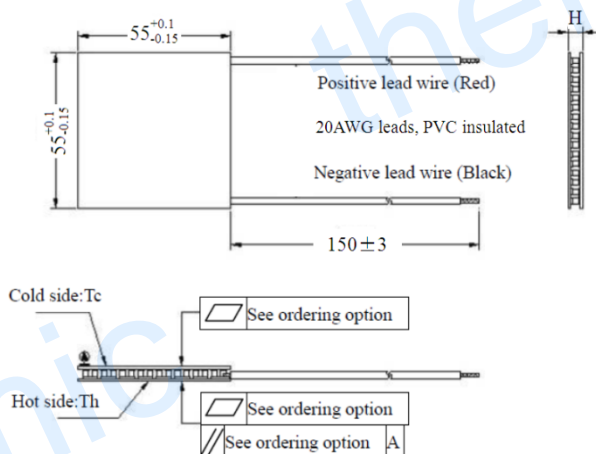 55+0.1-0.15
H
Positive lead wire (Red)
55+0.1-0.15
20AWG leads, PVC insulated
Negative lead wire (Black)
150±3
Cold side:Tc
See ordering option
A
Hot side:Th
See ordering option
See ordering option A
the
mic